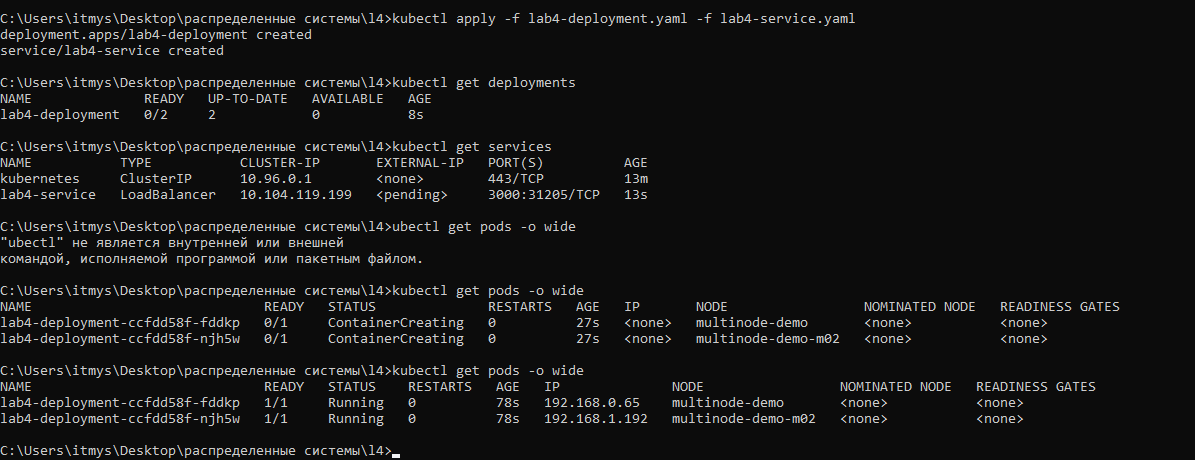 C:\Users\itmys\Desktop\распределенные системы\l4>kubectl apply -f lab4-deployment.yaml -f lab4-service.yaml
deployment.apps/lab4-deployment created
service/lab4-service created
C:\Users\itmys\Desktop\распределенные системы\l4>kubectl get deployments
NAME              READY   UP-TO-DATE   AVAILABLE   AGE
lab4-deployment   0/2     2            0           8s
C:\Users\itmys\Desktop\распределенные системы\l4>kubectl get services
NAME           TYPE           CLUSTER-IP       EXTERNAL-IP   PORT(S)          AGE
kubernetes     ClusterIP      10.96.0.1        <none>        443/TCP          13m
lab4-service   LoadBalancer   10.104.119.199   <pending>     3000:31205/TCP   13s
C:\Users\itmys\Desktop\распределенные системы\l4>ubectl get pods -o wide
"ubectl" не является внутренней или внешней
командой, исполняемой программой или пакетным файлом.
C:\Users\itmys\Desktop\распределенные системы\l4>kubectl get pods -o wide
NAME                             READY   STATUS              RESTARTS   AGE   IP       NODE                 NOMINATED NODE   READINESS GATES
lab4-deployment-ccfdd58f-fddkp   0/1     ContainerCreating   0          27s   <none>   multinode-demo       <none>           <none>
lab4-deployment-ccfdd58f-njh5w   0/1     ContainerCreating   0          27s   <none>   multinode-demo-m02   <none>           <none>
C:\Users\itmys\Desktop\распределенные системы\l4>kubectl get pods -o wide
NAME                             READY   STATUS    RESTARTS   AGE   IP              NODE                 NOMINATED NODE   READINESS GATES
lab4-deployment-ccfdd58f-fddkp   1/1     Running   0          78s   192.168.0.65    multinode-demo       <none>           <none>
lab4-deployment-ccfdd58f-njh5w   1/1     Running   0          78s   192.168.1.192   multinode-demo-m02   <none>           <none>
C:\Users\itmys\Desktop\распределенные системы\l4>